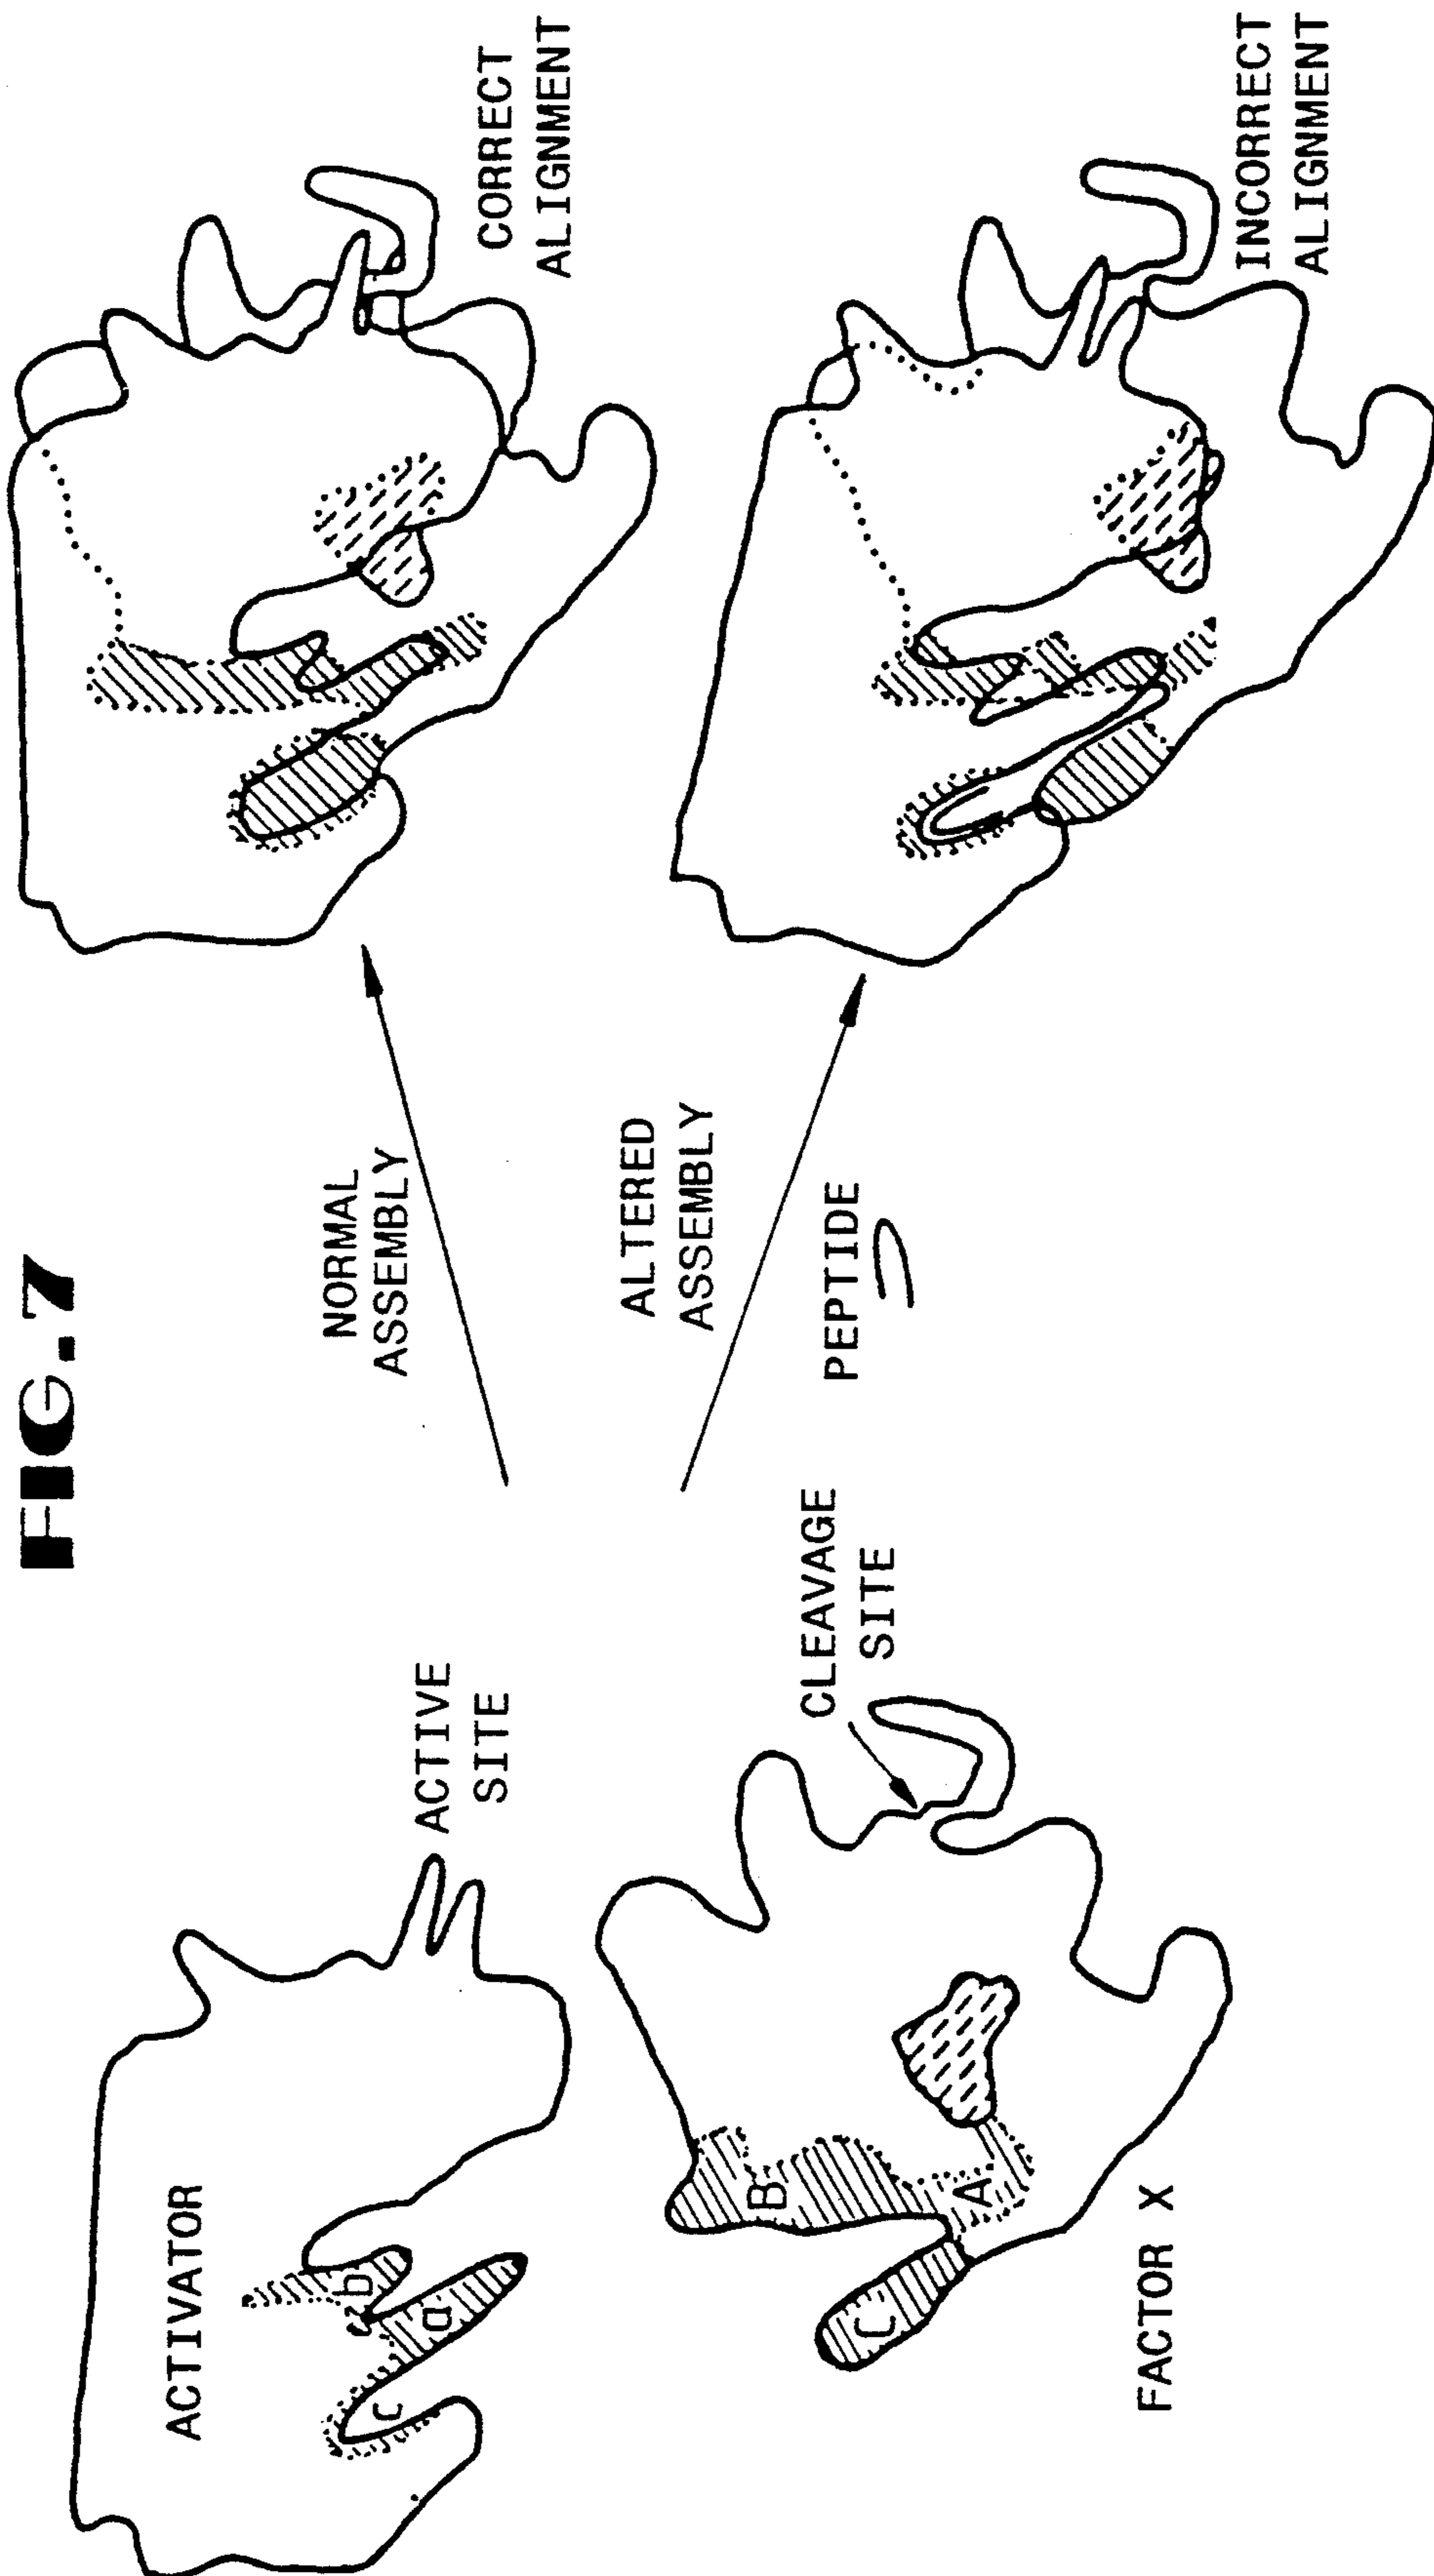 FIG.7
ACTIVATOR
c
a
b
ACTIVE
SITE
C
B
A
FACTOR X
CLEAVAGE
SITE
NORMAL
ASSEMBLY
ALTERED
ASSEMBLY
PEPTIDE
CORRECT
ALIGNMENT
INCORRECT
ALIGNMENT